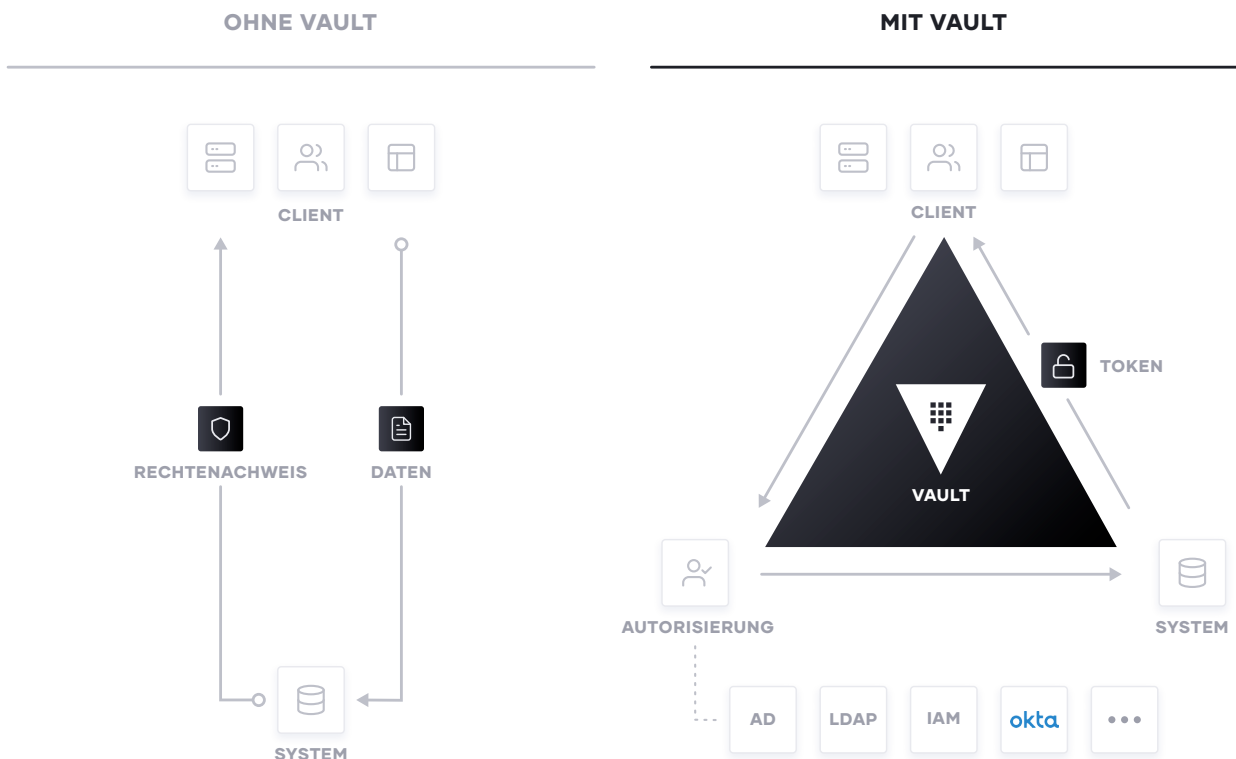 OHNE VAULT
CLIENT
RECHTENACHWEIS
DATEN
SYSTEM
MIT VAULT
CLIENT
TOKEN
VAULT
AUTORISIERUNG
SYSTEM
AD
LDAP
IAM
okta